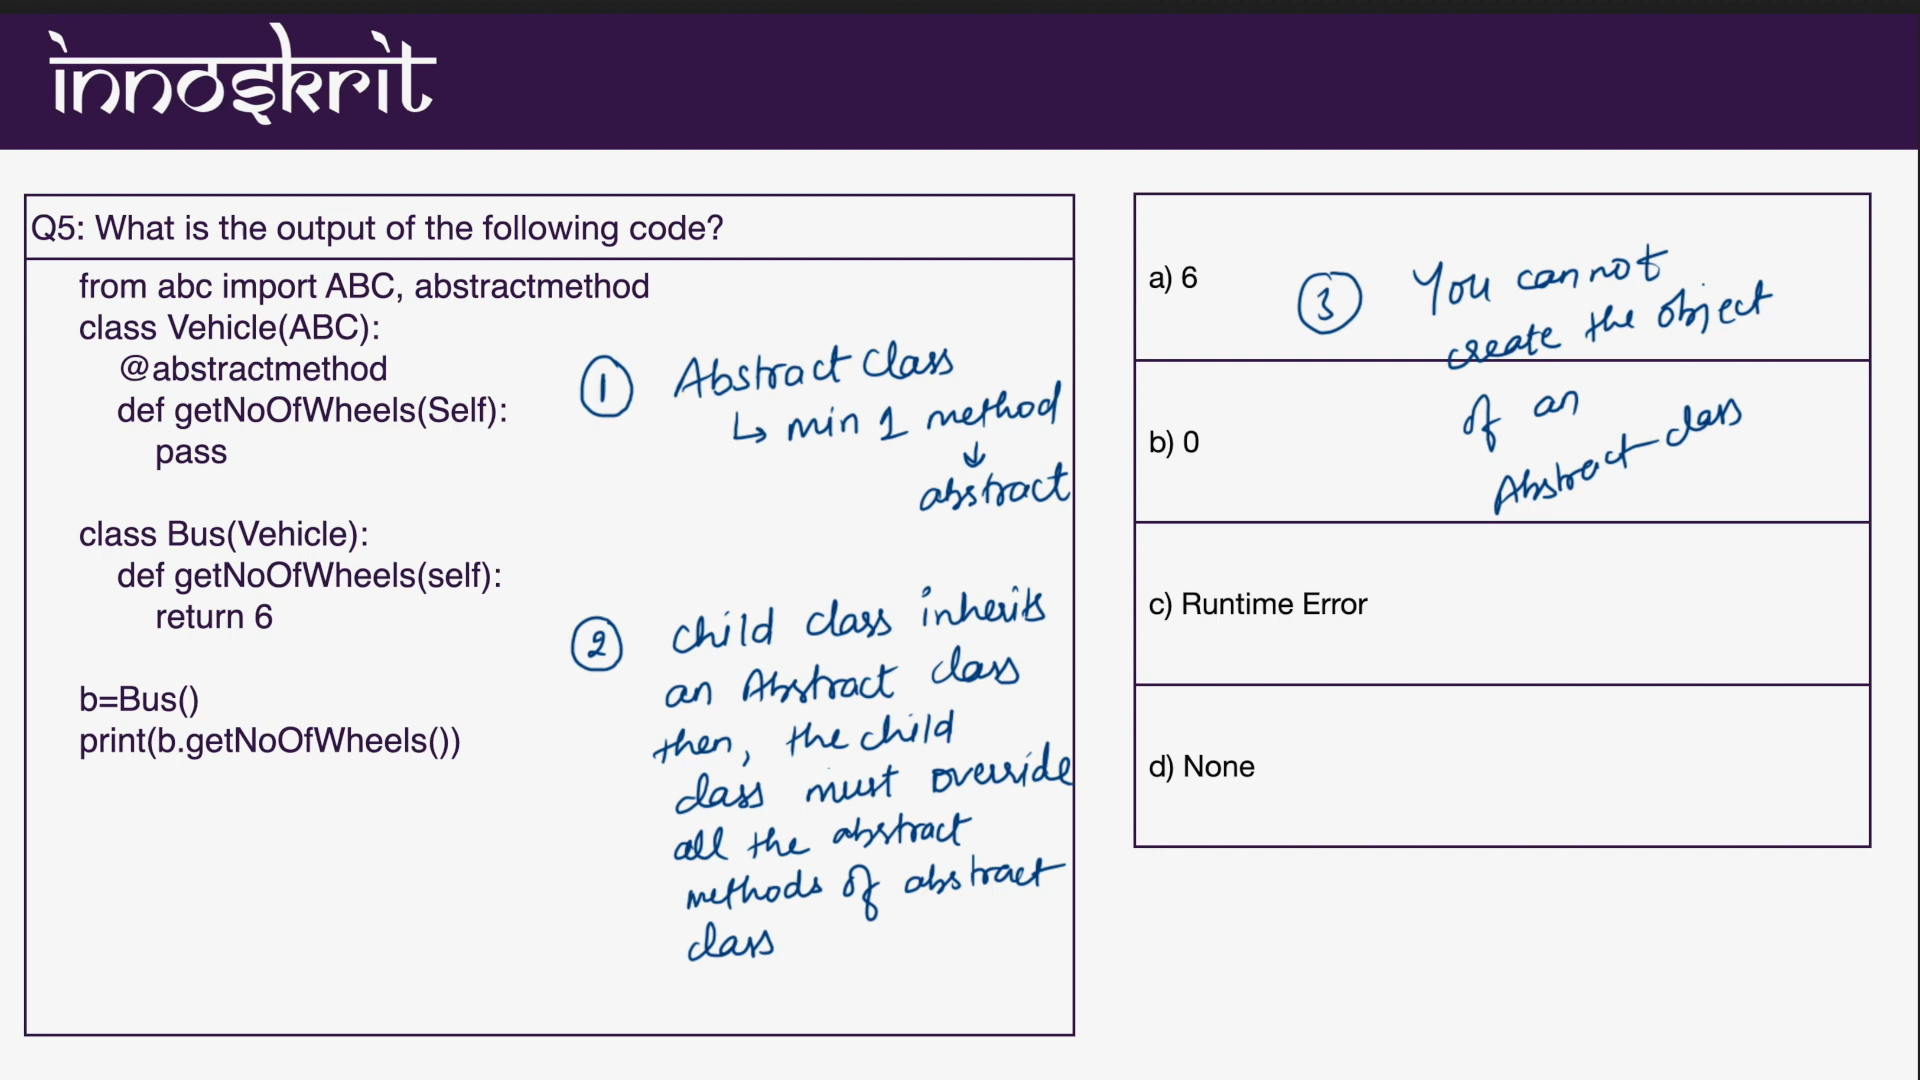 innoskrit
Q5: What is the output of the following code?
from abc import ABC, abstractmethod
class Vehicle(ABC):
@abstractmethod
def getNoOfWheels(Self):
pass
class Bus(Vehicle):
def getNoOfWheels(self):
return 6
b=Bus()
print(b.getNoOfWheels())
1 Abstract Class
↳ min 1 method
↓
abstract
2 child class inherits
an Abstract class
then, the child
class must override
all the abstract
methods of abstract
class
a) 6
b) 0
c) Runtime Error
d) None
3 You cannot
create the object
of an
Abstract class